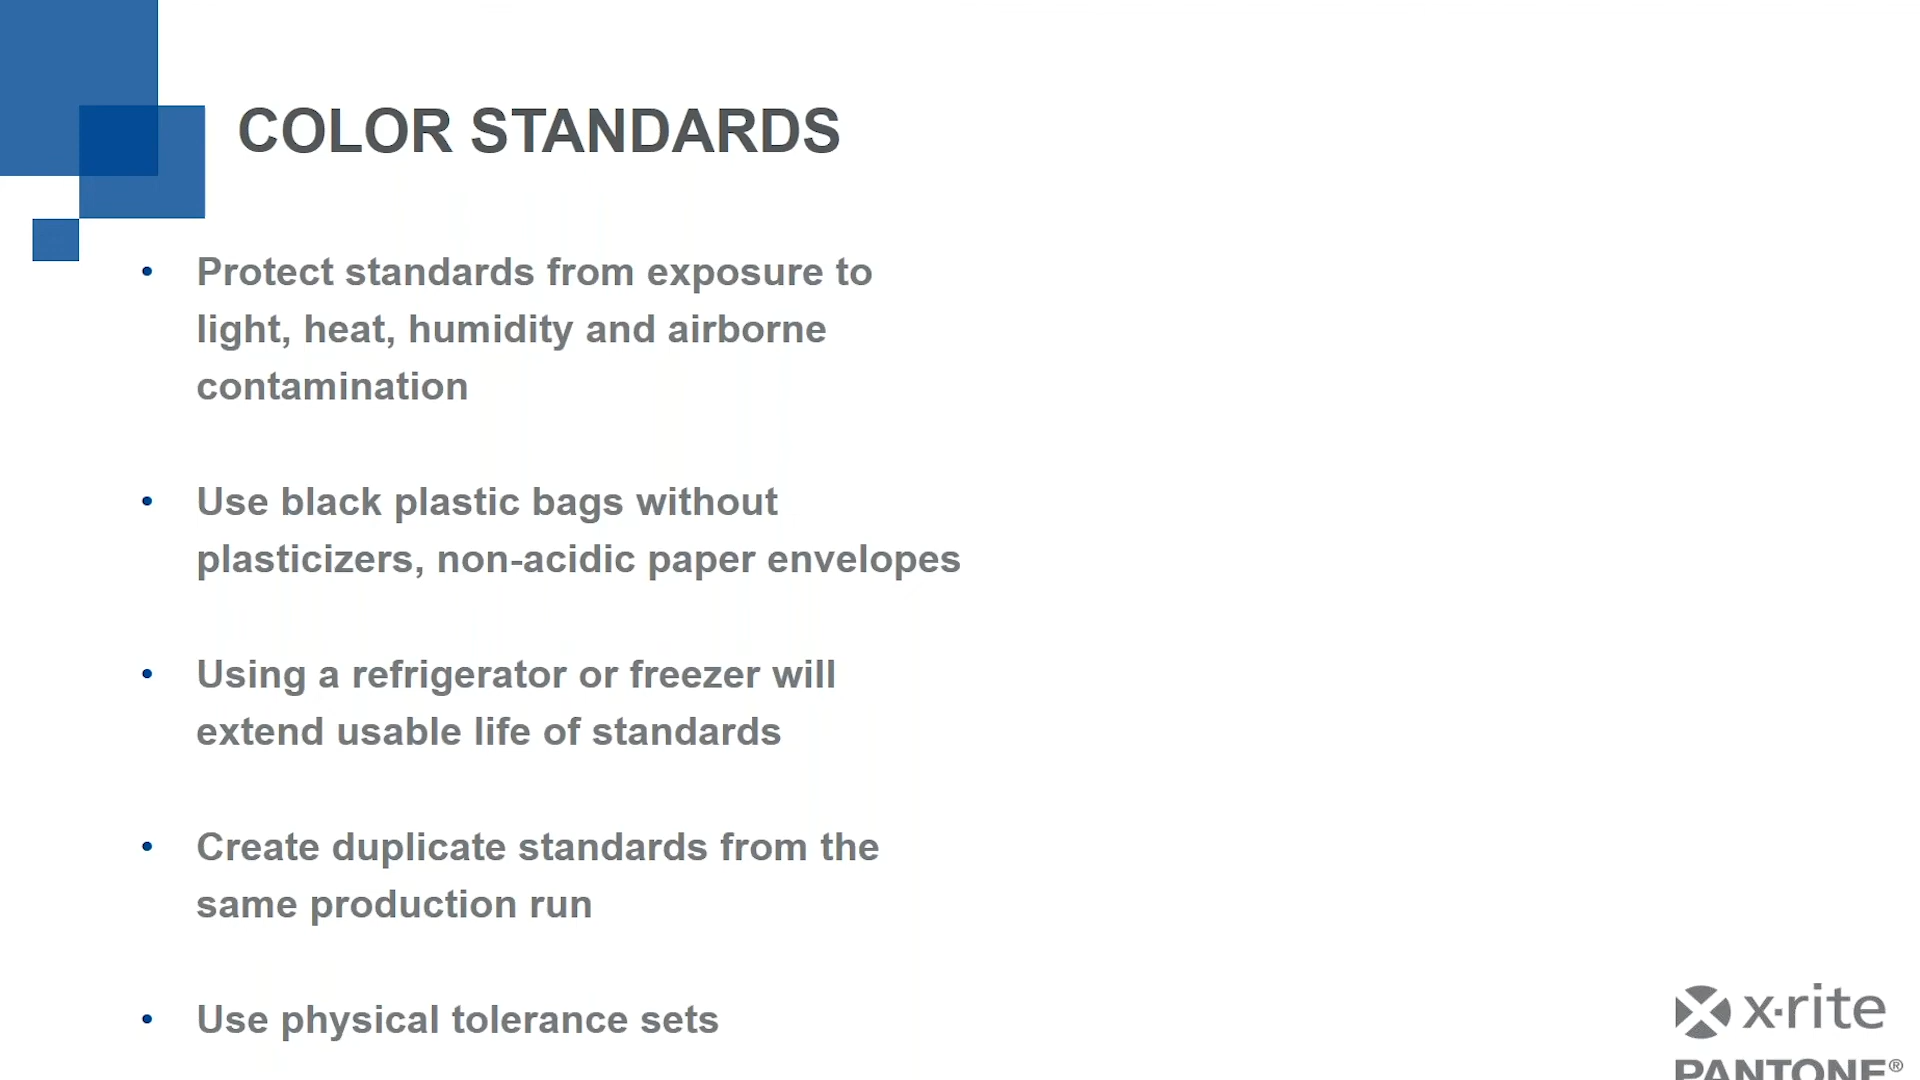 COLOR STANDARDS
• Protect standards from exposure to
light, heat, humidity and airborne
contamination
• Use black plastic bags without
plasticizers, non-acidic paper envelopes
• Using a refrigerator or freezer will
extend usable life of standards
• Create duplicate standards from the
same production run
• Use physical tolerance sets
x·rite
PANTONE®